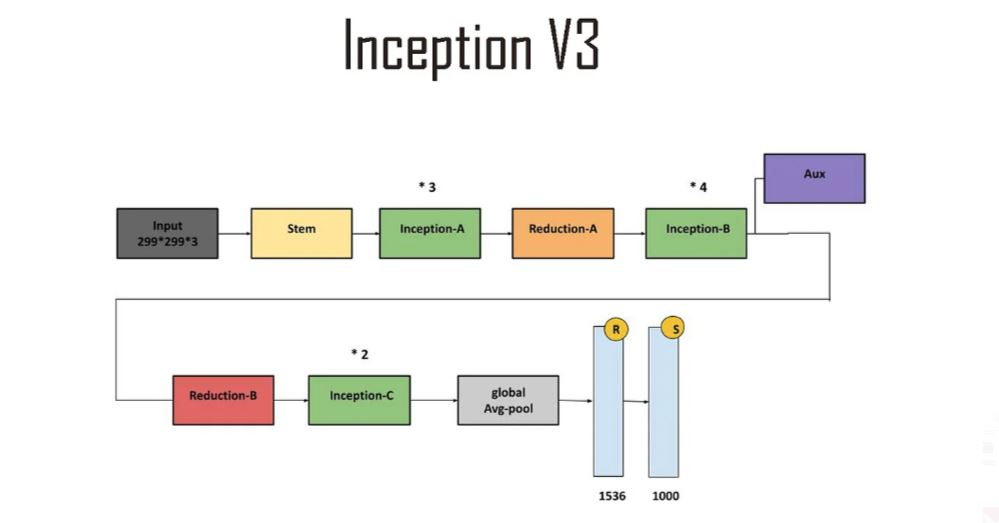 Inception V3
* 3
* 4
Aux
Input
299*299*3
Stem
Inception-A
Reduction-A
Inception-B
* 2
Reduction-B
Inception-C
global
Avg-pool
R
S
1536
1000